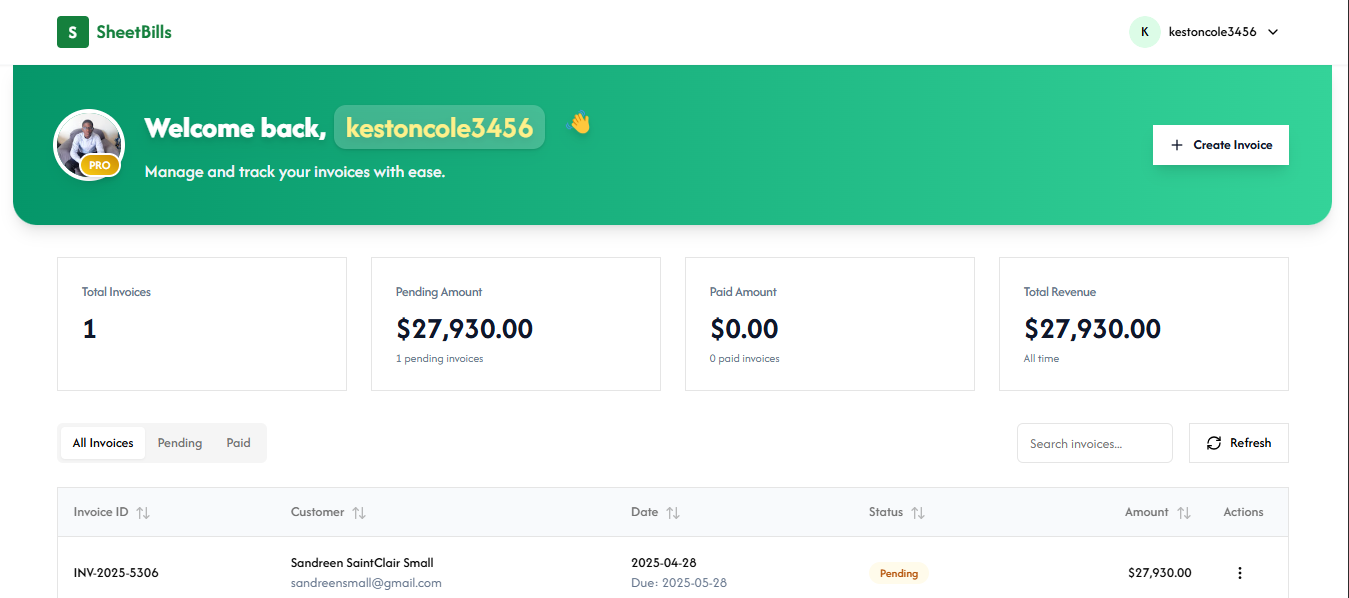 S SheetBills
K kestoncole3456
Welcome back, kestoncole3456 👋
PRO
Manage and track your invoices with ease.
+ Create Invoice
Total Invoices
1
Pending Amount
$27,930.00
1 pending invoices
Paid Amount
$0.00
0 paid invoices
Total Revenue
$27,930.00
All time
All Invoices Pending Paid
Search invoices...
Refresh
Invoice ID Customer Date Status Amount Actions
INV-2025-5306 Sandreen SaintClair Small 2025-04-28 Pending $27,930.00
sandreensmall@gmail.com Due: 2025-05-28